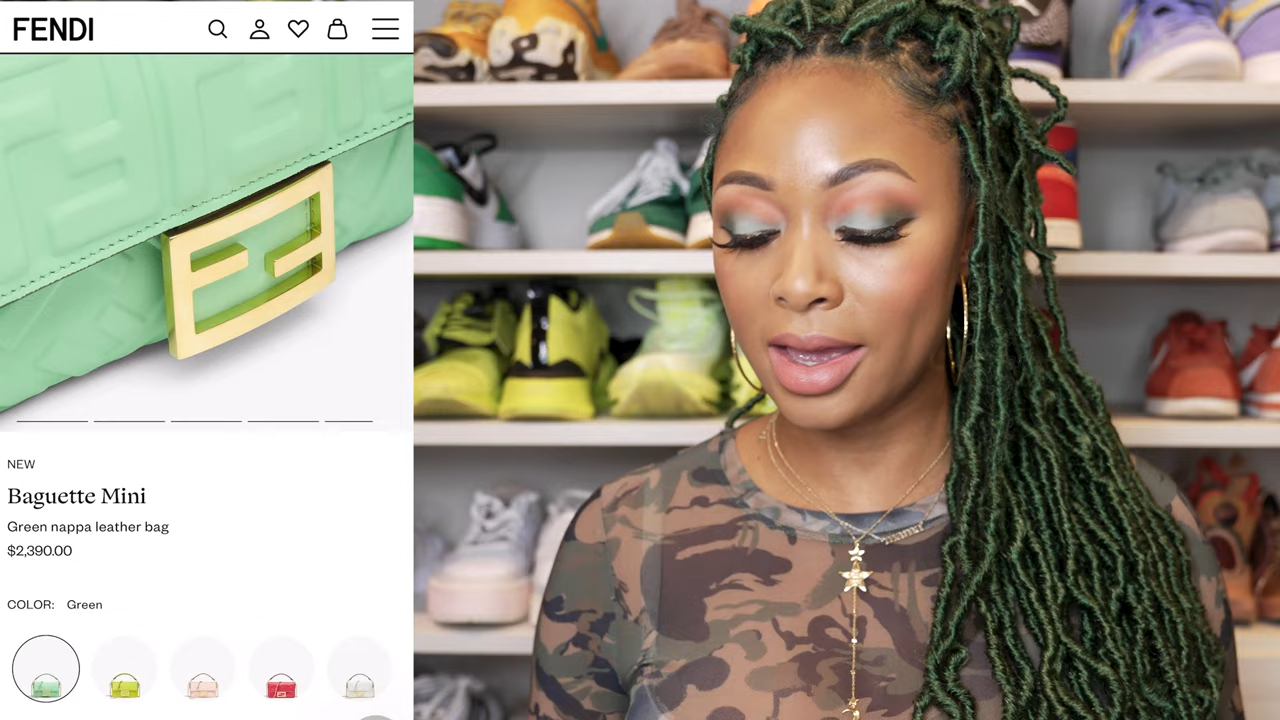 FENDI
NEW
Baguette Mini
Green nappa leather bag
$2,390.00
COLOR: Green